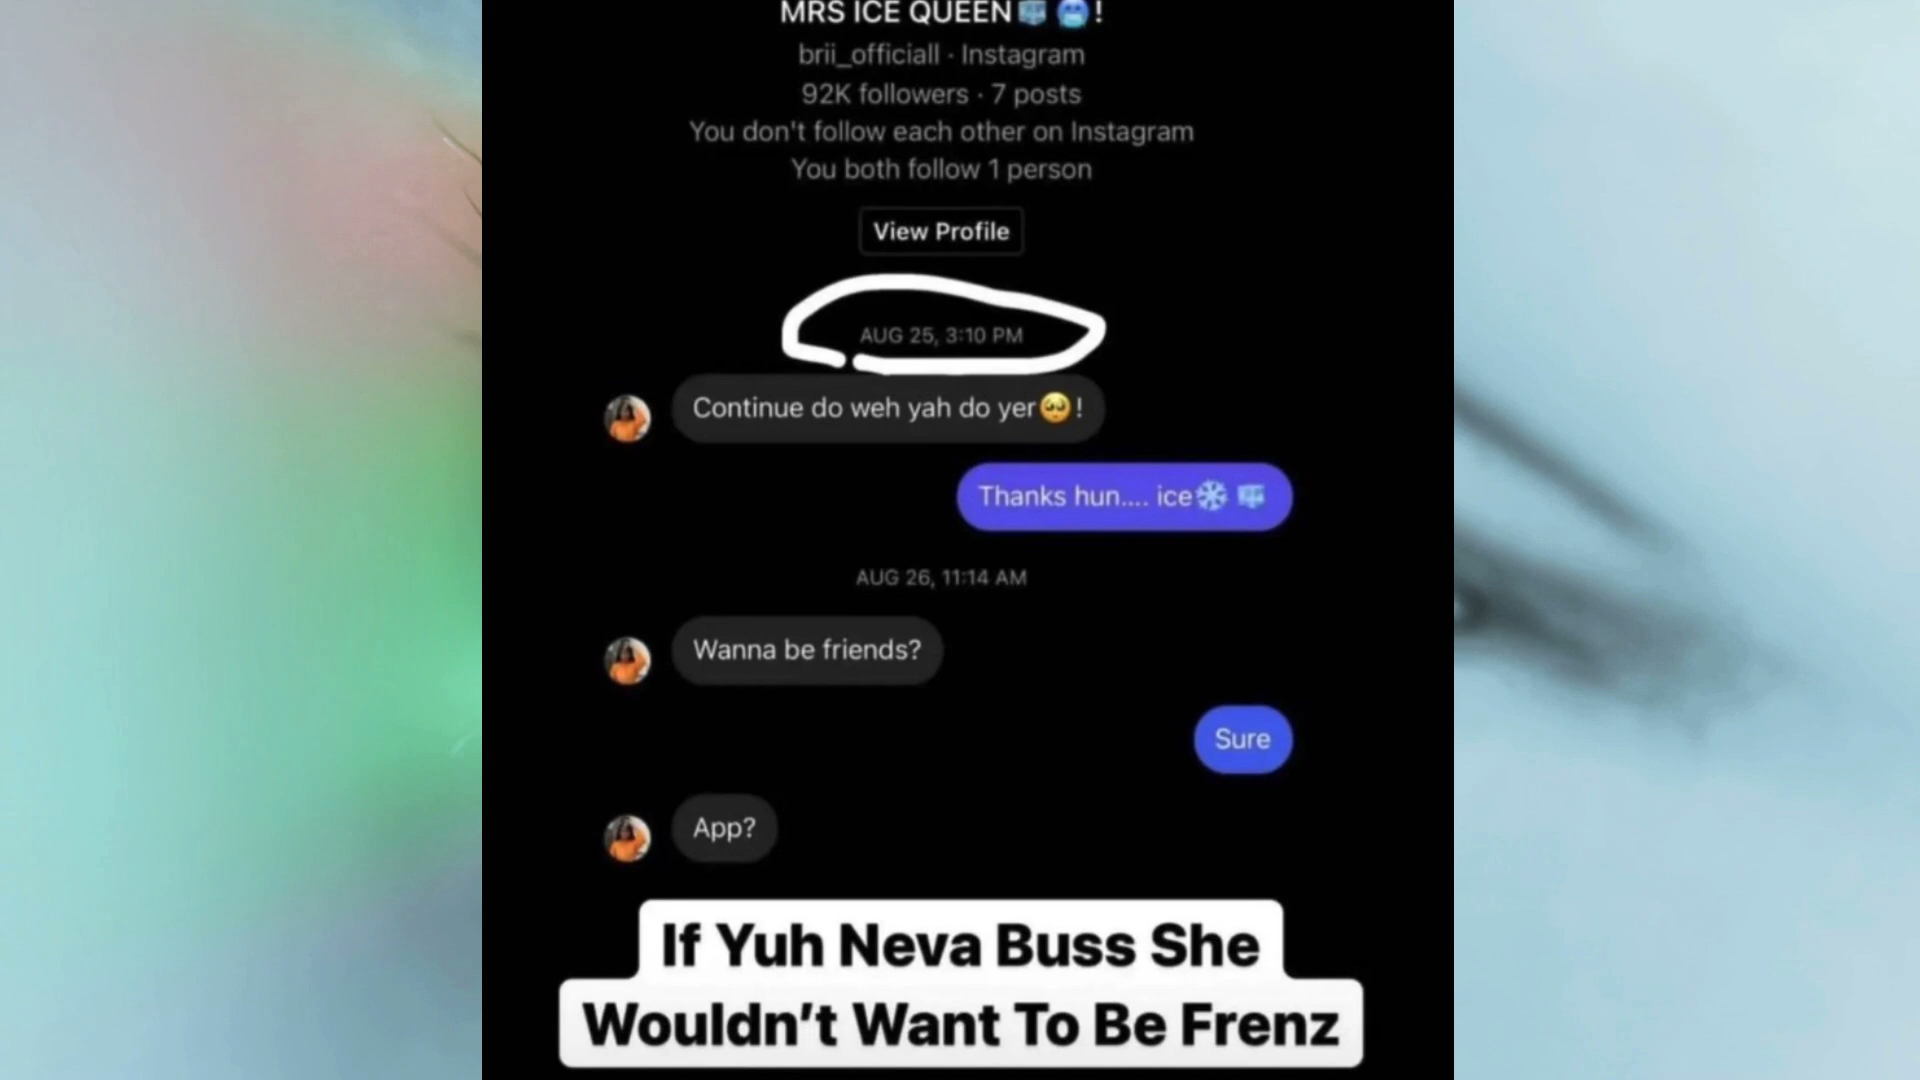 MRS ICE QUEEN🧊🥶!
brii_officiall · Instagram
92K followers · 7 posts
You don't follow each other on Instagram
You both follow 1 person
View Profile
AUG 25, 3:10 PM
Continue do weh yah do yer🥺!
Thanks hun.... ice❄️🧊
AUG 26, 11:14 AM
Wanna be friends?
Sure
App?
If Yuh Neva Buss She
Wouldn't Want To Be Frenz